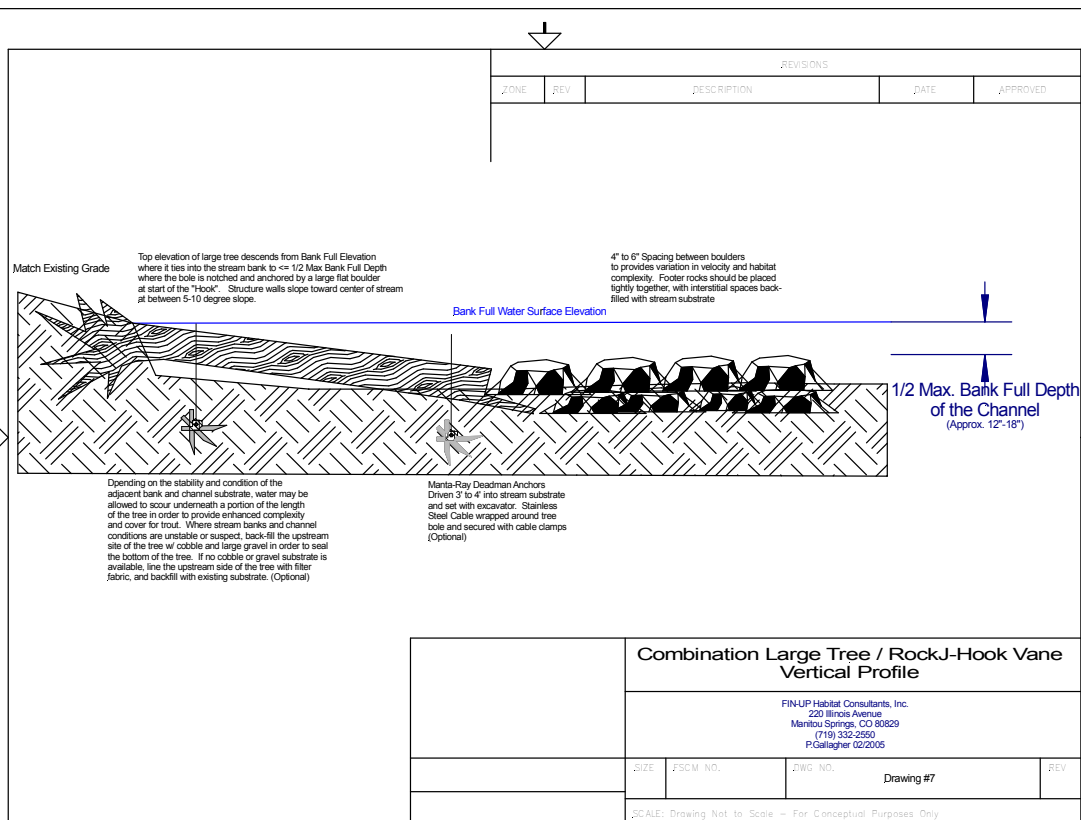 REVISIONS
ZONE REV DESCRIPTION DATE APPROVED
Match Existing Grade
Top elevation of large tree descends from Bank Full Elevation
where it ties into the stream bank to <= 1/2 Max Bank Full Depth
where the bole is notched and anchored by a large flat boulder
at start of the "Hook". Structure walls slope toward center of stream
at between 5-10 degree slope.
4" to 6" Spacing between boulders
to provides variation in velocity and habitat
complexity. Footer rocks should be placed
tightly together, with interstitial spaces back-
filled with stream substrate
Bank Full Water Surface Elevation
1/2 Max. Bank Full Depth
of the Channel
(Approx. 12"-18")
Dpending on the stability and condition of the
adjacent bank and channel substrate, water may be
allowed to scour underneath a portion of the length
of the tree in order to provide enhanced complexity
and cover for trout. Where stream banks and channel
conditions are unstable or suspect, back-fill the upstream
site of the tree w/ cobble and large gravel in order to seal
the bottom of the tree. If no cobble or gravel substrate is
available, line the upstream side of the tree with filter
fabric, and backfill with existing substrate. (Optional)
Manta-Ray Deadman Anchors
Driven 3' to 4' into stream substrate
and set with excavator. Stainless
Steel Cable wrapped around tree
bole and secured with cable clamps
(Optional)
Combination Large Tree / RockJ-Hook Vane
Vertical Profile
FIN-UP Habitat Consultants, Inc.
220 Illinois Avenue
Manitou Springs, CO 80829
(719) 332-2550
P.Gallagher 02/2005
SIZE FSCM NO. DWG NO. Drawing #7 REV
SCALE: Drawing Not to Scale - For Conceptual Purposes Only